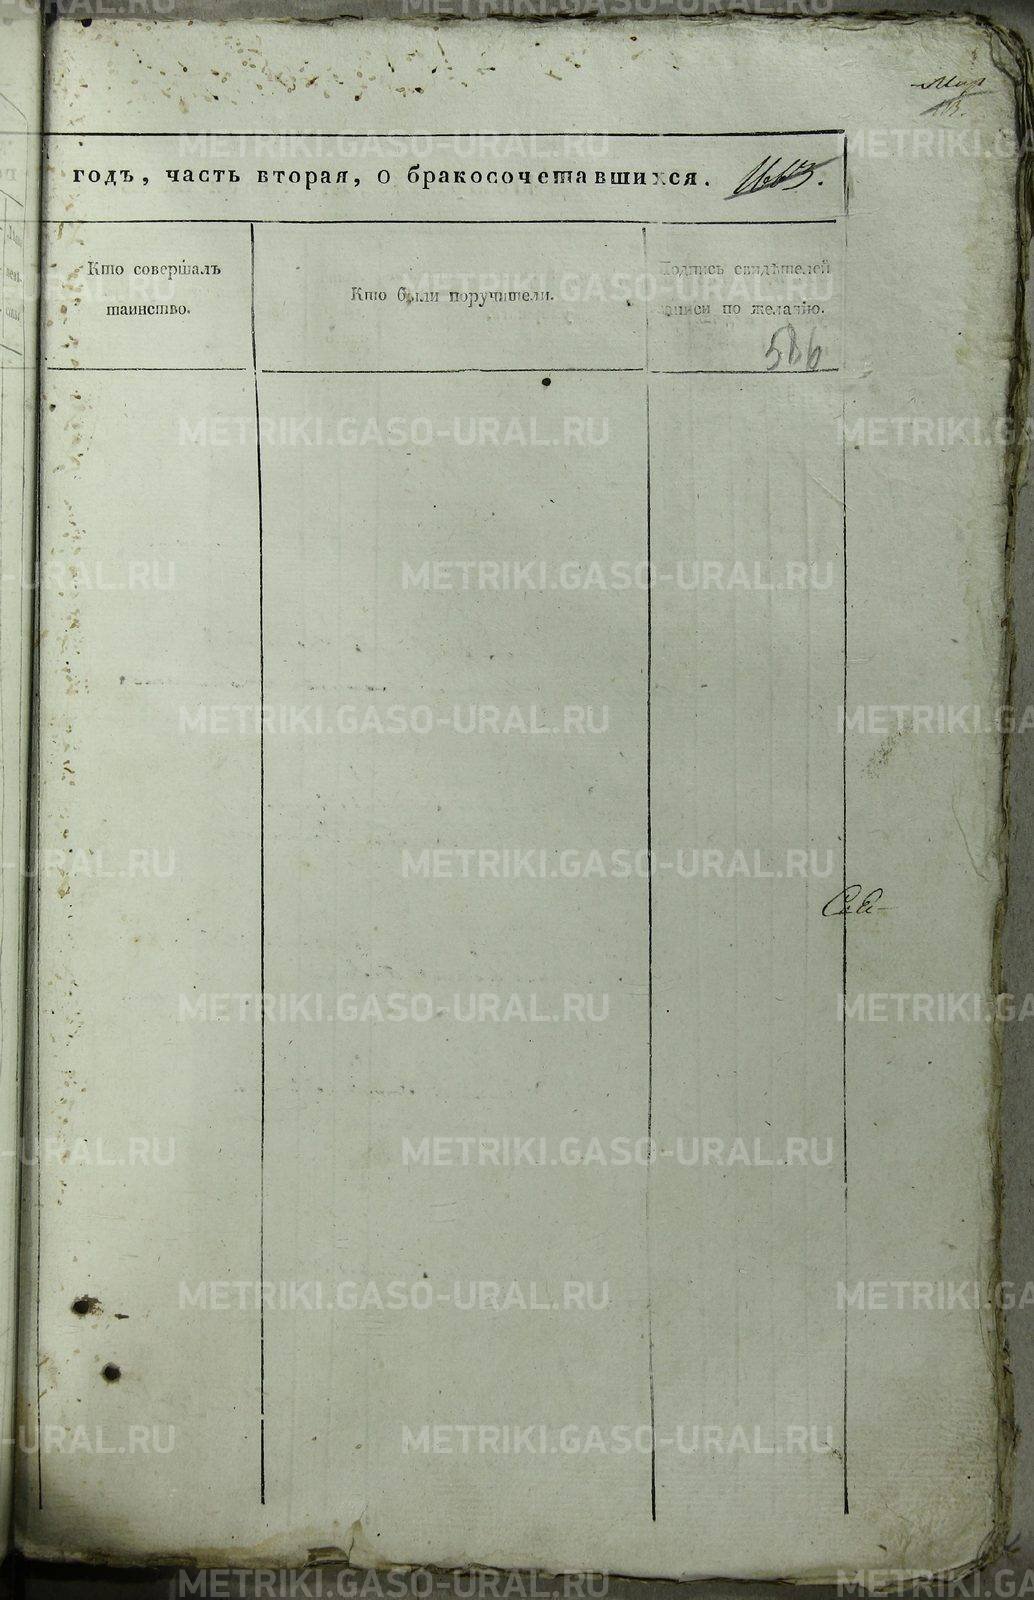 годъ, часть вторая, о бракосочетавшихся.
Кто совершалъ
таинство.
Кто были поручители.
Подпись свидѣтелей
записи по желанію.
586
METRIKI.GASO-URAL.RU